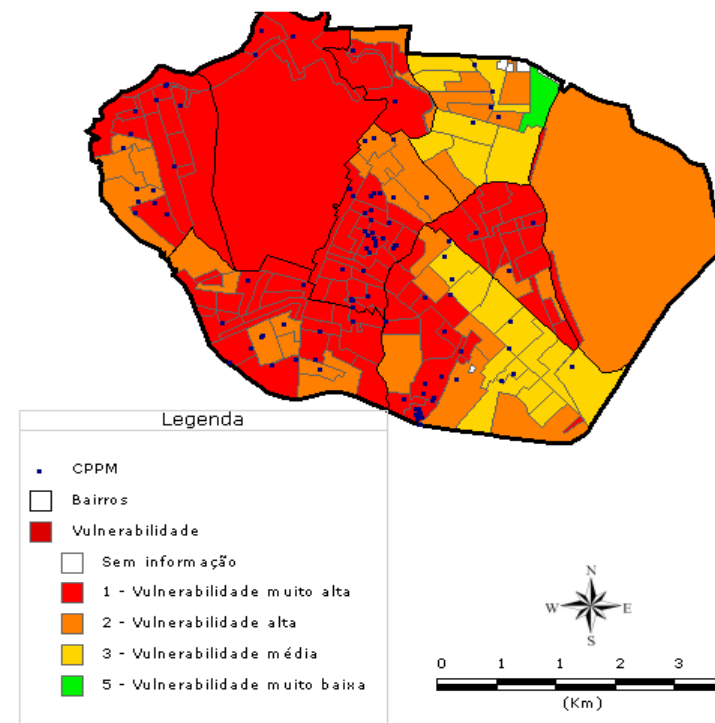 Legenda
CPPM
Bairros
Vulnerabilidade
Sem informação
1 - Vulnerabilidade muito alta
2 - Vulnerabilidade alta
3 - Vulnerabilidade média
5 - Vulnerabilidade muito baixa
N
W E
S
0 1 1 2 3
(Km)